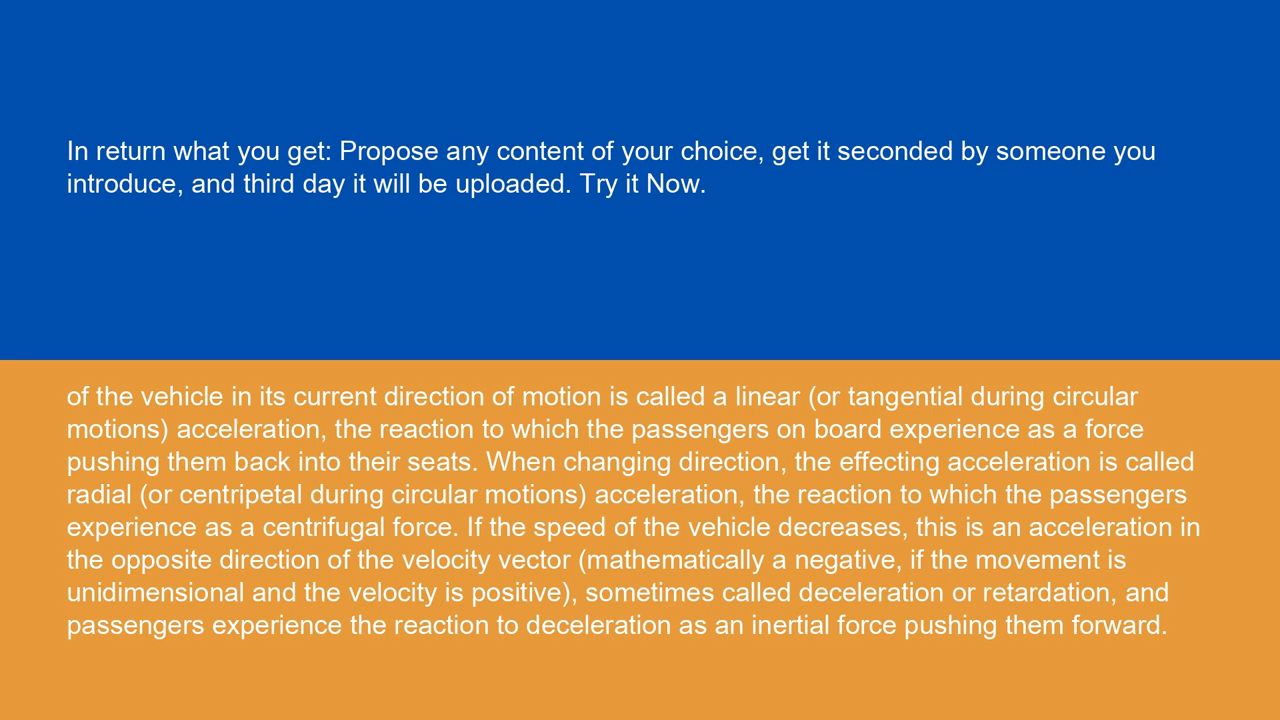 In return what you get: Propose any content of your choice, get it seconded by someone you
introduce, and third day it will be uploaded. Try it Now.
of the vehicle in its current direction of motion is called a linear (or tangential during circular
motions) acceleration, the reaction to which the passengers on board experience as a force
pushing them back into their seats. When changing direction, the effecting acceleration is called
radial (or centripetal during circular motions) acceleration, the reaction to which the passengers
experience as a centrifugal force. If the speed of the vehicle decreases, this is an acceleration in
the opposite direction of the velocity vector (mathematically a negative, if the movement is
unidimensional and the velocity is positive), sometimes called deceleration or retardation, and
passengers experience the reaction to deceleration as an inertial force pushing them forward.